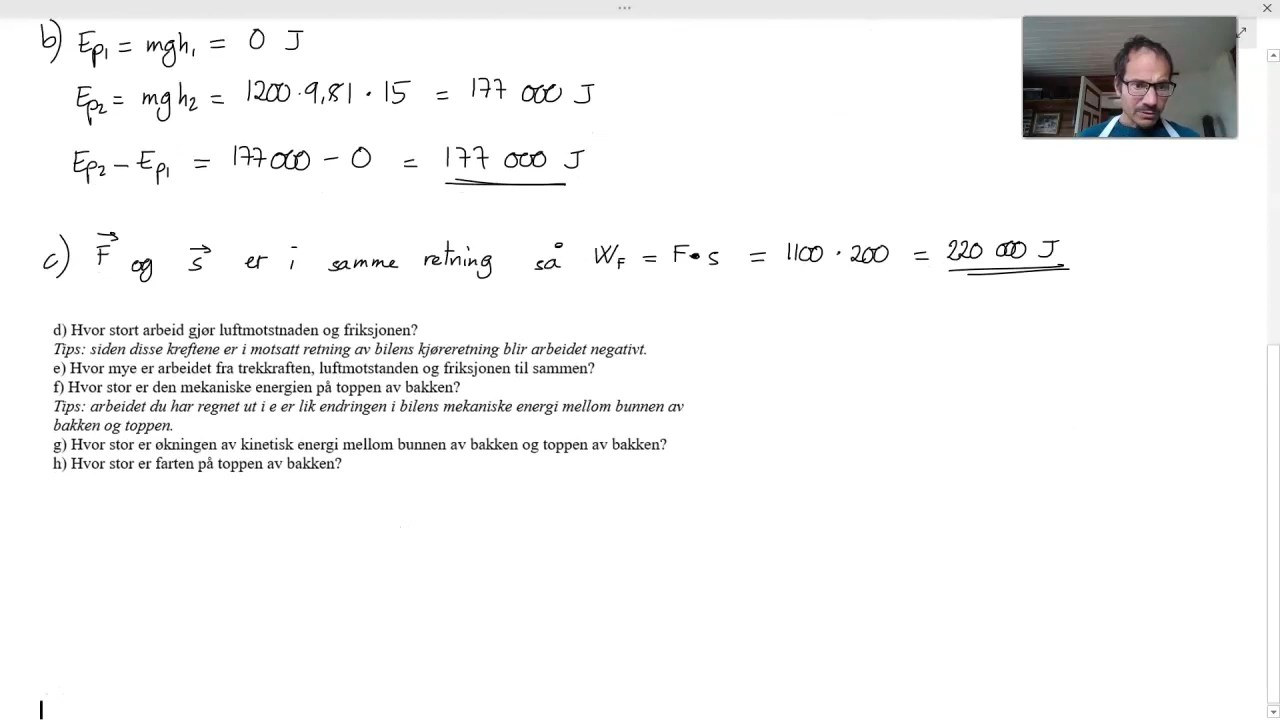 b) Ep₁ = mgh₁ = 0 J
Ep₂ = mgh₂ = 1200 · 9,81 · 15 = 177 000 J
Ep₂ − Ep₁ = 177000 − 0 = 177 000 J
c) F⃗ og s⃗ er i samme retning så W_F = F · s = 1100 · 200 = 220 000 J
d) Hvor stort arbeid gjør luftmotstnaden og friksjonen?
Tips: siden disse kreftene er i motsatt retning av bilens kjøreretning blir arbeidet negativt.
e) Hvor mye er arbeidet fra trekkraften, luftmotstanden og friksjonen til sammen?
f) Hvor stor er den mekaniske energien på toppen av bakken?
Tips: arbeidet du har regnet ut i e er lik endringen i bilens mekaniske energi mellom bunnen av
bakken og toppen.
g) Hvor stor er økningen av kinetisk energi mellom bunnen av bakken og toppen av bakken?
h) Hvor stor er farten på toppen av bakken?